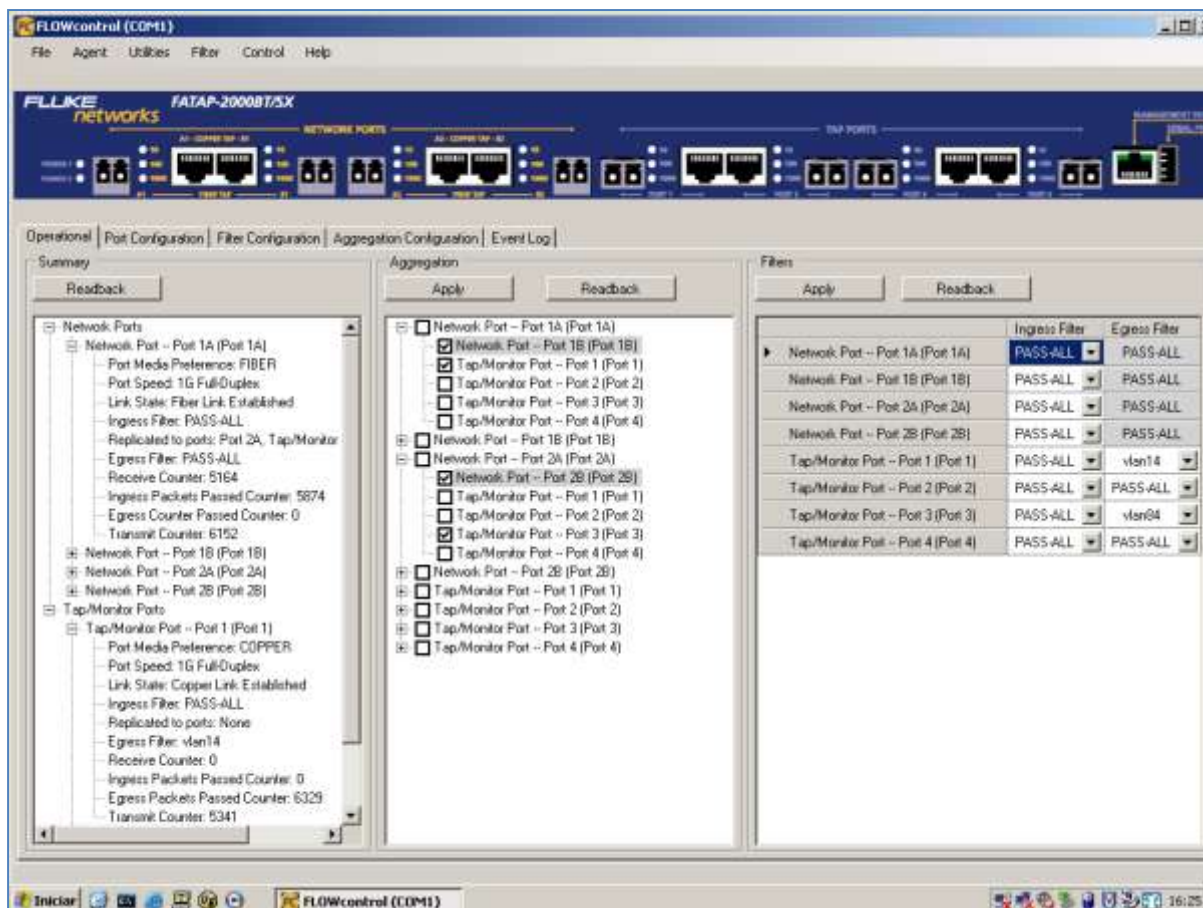 FLOWcontrol (COM1)
File Agent Utilities Filter Control Help
FLUKE networks
FATAP-2000BT/SX
NETWORK PORTS
TAP PORTS
Operational Port Configuration Filter Configuration Aggregation Configuration Event Log
Summary
Readback
Network Ports
Network Port -- Port 1A (Port 1A)
Port Media Preference: FIBER
Port Speed: 1G Full-Duplex
Link State: Fiber Link Established
Ingress Filter: PASS-ALL
Replicated to ports: Port 2A, Tap/Monitor
Egress Filter: PASS-ALL
Receive Counter: 5164
Ingress Packets Passed Counter: 5874
Egress Counter Passed Counter: 0
Transmit Counter: 6152
Network Port -- Port 1B (Port 1B)
Network Port -- Port 2A (Port 2A)
Network Port -- Port 2B (Port 2B)
Tap/Monitor Ports
Tap/Monitor Port -- Port 1 (Port 1)
Port Media Preference: COPPER
Port Speed: 1G Full-Duplex
Link State: Copper Link Established
Ingress Filter: PASS-ALL
Replicated to ports: None
Egress Filter: vlan14
Receive Counter: 0
Ingress Packets Passed Counter: 0
Egress Packets Passed Counter: 6329
Transmit Counter: 5341
Aggregation
Apply Readback
Network Port -- Port 1A (Port 1A)
Network Port -- Port 1B (Port 1B)
Tap/Monitor Port -- Port 1 (Port 1)
Tap/Monitor Port -- Port 2 (Port 2)
Tap/Monitor Port -- Port 3 (Port 3)
Tap/Monitor Port -- Port 4 (Port 4)
Network Port -- Port 1B (Port 1B)
Network Port -- Port 2A (Port 2A)
Network Port -- Port 2B (Port 2B)
Tap/Monitor Port -- Port 1 (Port 1)
Tap/Monitor Port -- Port 2 (Port 2)
Tap/Monitor Port -- Port 3 (Port 3)
Tap/Monitor Port -- Port 4 (Port 4)
Network Port -- Port 2B (Port 2B)
Tap/Monitor Port -- Port 1 (Port 1)
Tap/Monitor Port -- Port 2 (Port 2)
Tap/Monitor Port -- Port 3 (Port 3)
Tap/Monitor Port -- Port 4 (Port 4)
Filters
Apply Readback
Ingress Filter Egress Filter
Network Port -- Port 1A (Port 1A) PASS-ALL PASS-ALL
Network Port -- Port 1B (Port 1B) PASS-ALL PASS-ALL
Network Port -- Port 2A (Port 2A) PASS-ALL PASS-ALL
Network Port -- Port 2B (Port 2B) PASS-ALL PASS-ALL
Tap/Monitor Port -- Port 1 (Port 1) PASS-ALL vlan14
Tap/Monitor Port -- Port 2 (Port 2) PASS-ALL PASS-ALL
Tap/Monitor Port -- Port 3 (Port 3) PASS-ALL vlan84
Tap/Monitor Port -- Port 4 (Port 4) PASS-ALL PASS-ALL
Iniciar
FLOWcontrol (COM1)